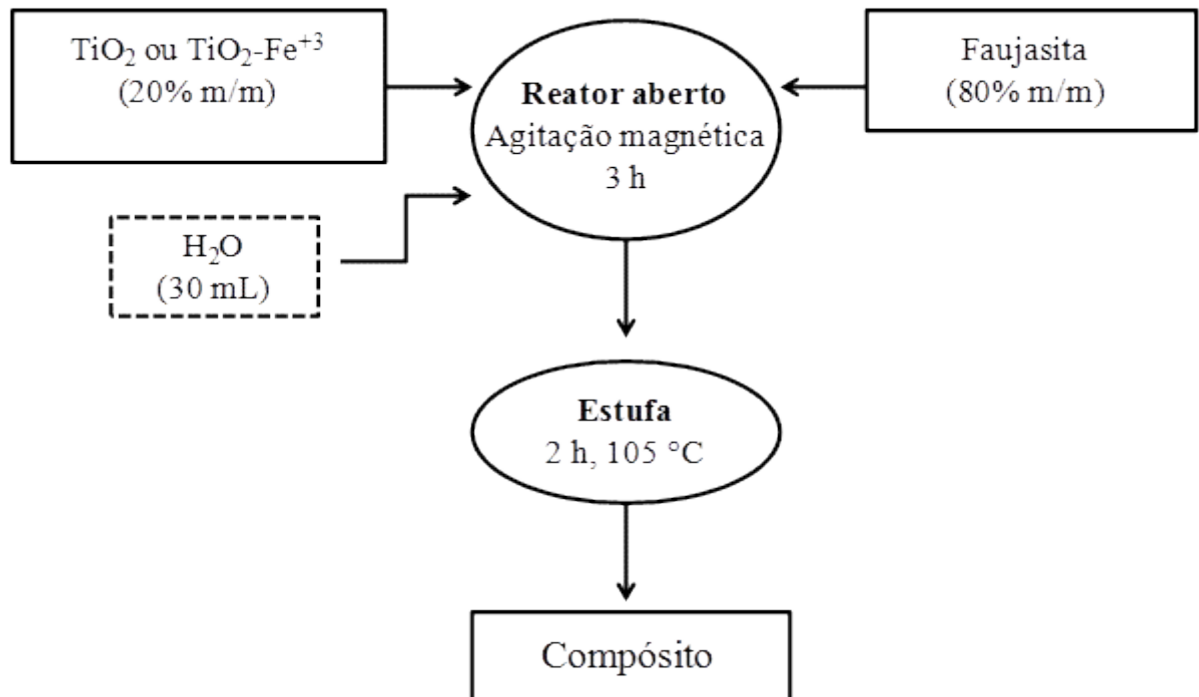 TiO₂ ou TiO₂-Fe⁺³
(20% m/m)
Reator aberto
Agitação magnética
3 h
Faujasita
(80% m/m)
H₂O
(30 mL)
Estufa
2 h, 105 °C
Compósito